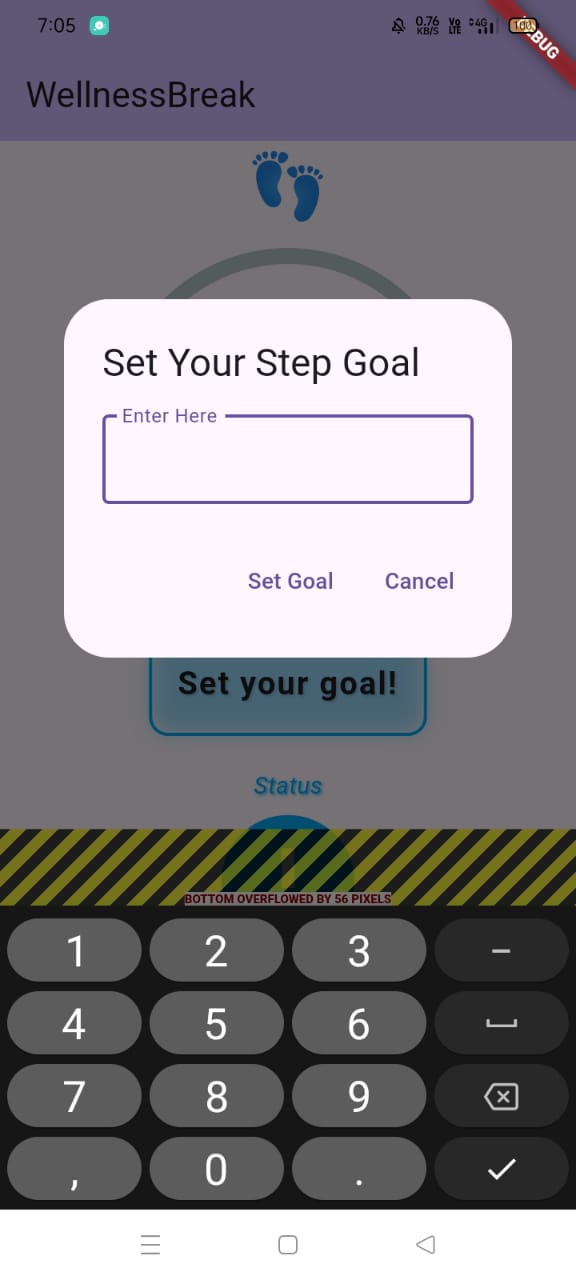 7:05
0.76 KB/S
Vo LTE
4G
100
WellnessBreak
Set Your Step Goal
Enter Here
Set Goal
Cancel
Set your goal!
Status
BOTTOM OVERFLOWED BY 56 PIXELS
1 2 3 –
4 5 6
7 8 9
, 0 .